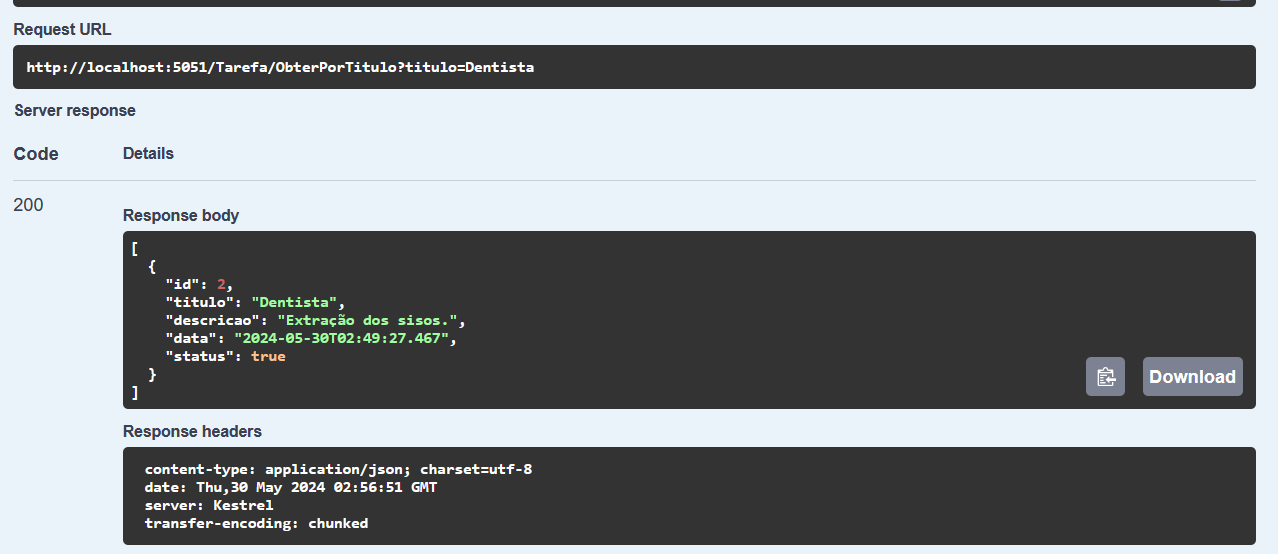 Request URL
http://localhost:5051/Tarefa/ObterPorTitulo?titulo=Dentista
Server response
Code Details
200
Response body
[
{
"id": 2,
"titulo": "Dentista",
"descricao": "Extração dos sisos.",
"data": "2024-05-30T02:49:27.467",
"status": true
}
]
Download
Response headers
content-type: application/json; charset=utf-8
date: Thu,30 May 2024 02:56:51 GMT
server: Kestrel
transfer-encoding: chunked